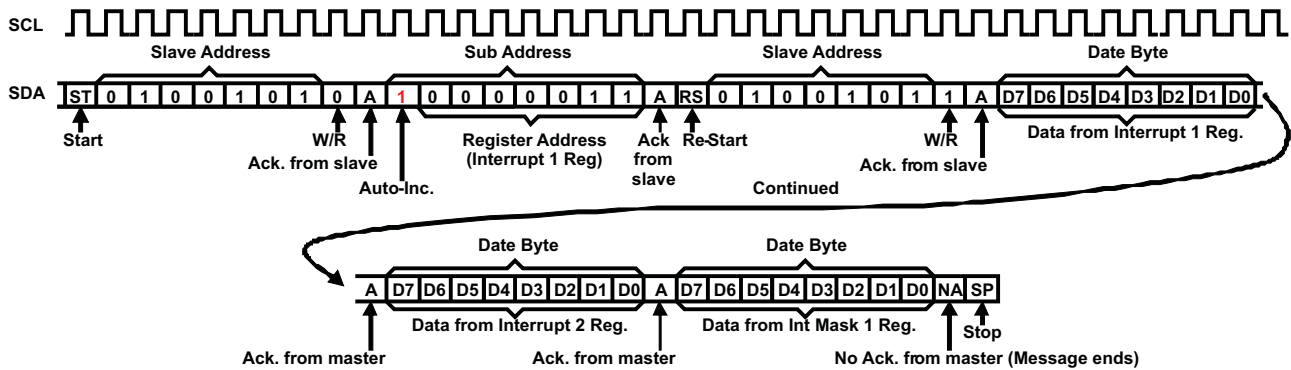 SCL
Slave Address Sub Address Slave Address Date Byte
SDA ST 0 1 0 0 1 0 1 0 A 1 0 0 0 0 0 1 1 A RS 0 1 0 0 1 0 1 1 A D7 D6 D5 D4 D3 D2 D1 D0
Start W/R Register Address Ack Re-Start W/R Data from Interrupt 1 Reg.
Ack. from slave (Interrupt 1 Reg) from Ack. from slave
slave
Auto-Inc. Continued
Date Byte Date Byte
A D7 D6 D5 D4 D3 D2 D1 D0 A D7 D6 D5 D4 D3 D2 D1 D0 NA SP
Data from Interrupt 2 Reg. Data from Int Mask 1 Reg. Stop
Ack. from master Ack. from master No Ack. from master (Message ends)